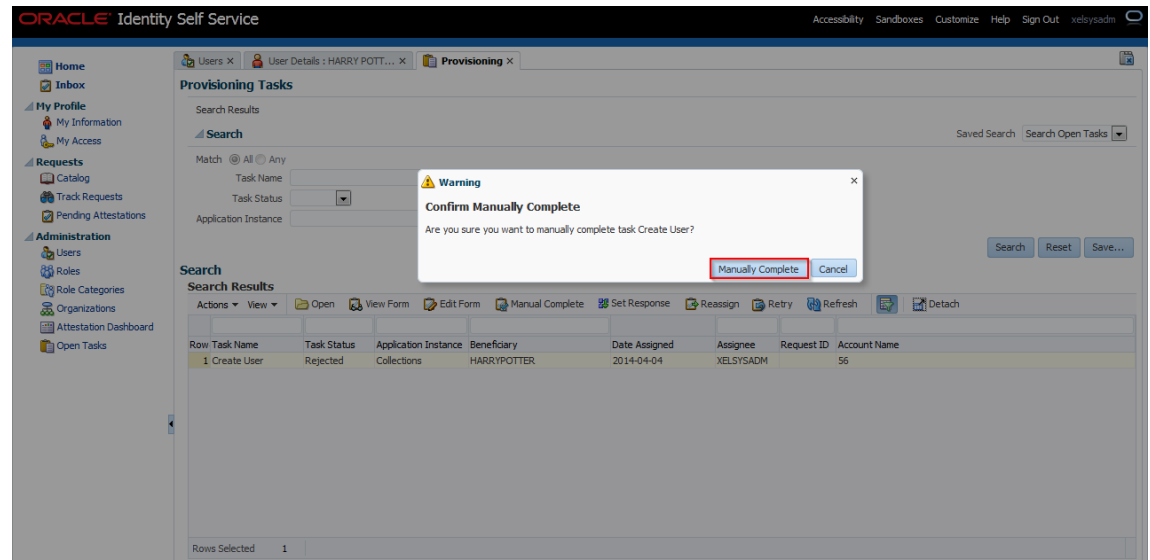 ORACLE Identity Self Service
Accessibility Sandboxes Customize Help Sign Out xelsysadm
Home
Inbox
My Profile
My Information
My Access
Requests
Catalog
Track Requests
Pending Attestations
Administration
Users
Roles
Role Categories
Organizations
Attestation Dashboard
Open Tasks
Users × User Details : HARRY POTT... × Provisioning ×
Provisioning Tasks
Search Results
Search
Saved Search Search Open Tasks
Match All Any
Task Name
Task Status
Application Instance
Warning ×
Confirm Manually Complete
Are you sure you want to manually complete task Create User?
Manually Complete Cancel
Search Reset Save...
Search
Search Results
Actions View Open View Form Edit Form Manual Complete Set Response Reassign Retry Refresh Detach
Row Task Name Task Status Application Instance Beneficiary Date Assigned Assignee Request ID Account Name
1 Create User Rejected Collections HARRYPOTTER 2014-04-04 XELSYSADM 56
Rows Selected 1